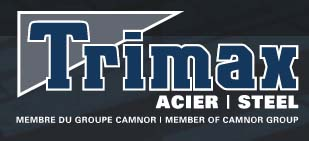 Trimax
ACIER | STEEL
MEMBRE DU GROUPE CAMNOR | MEMBER OF CAMNOR GROUP